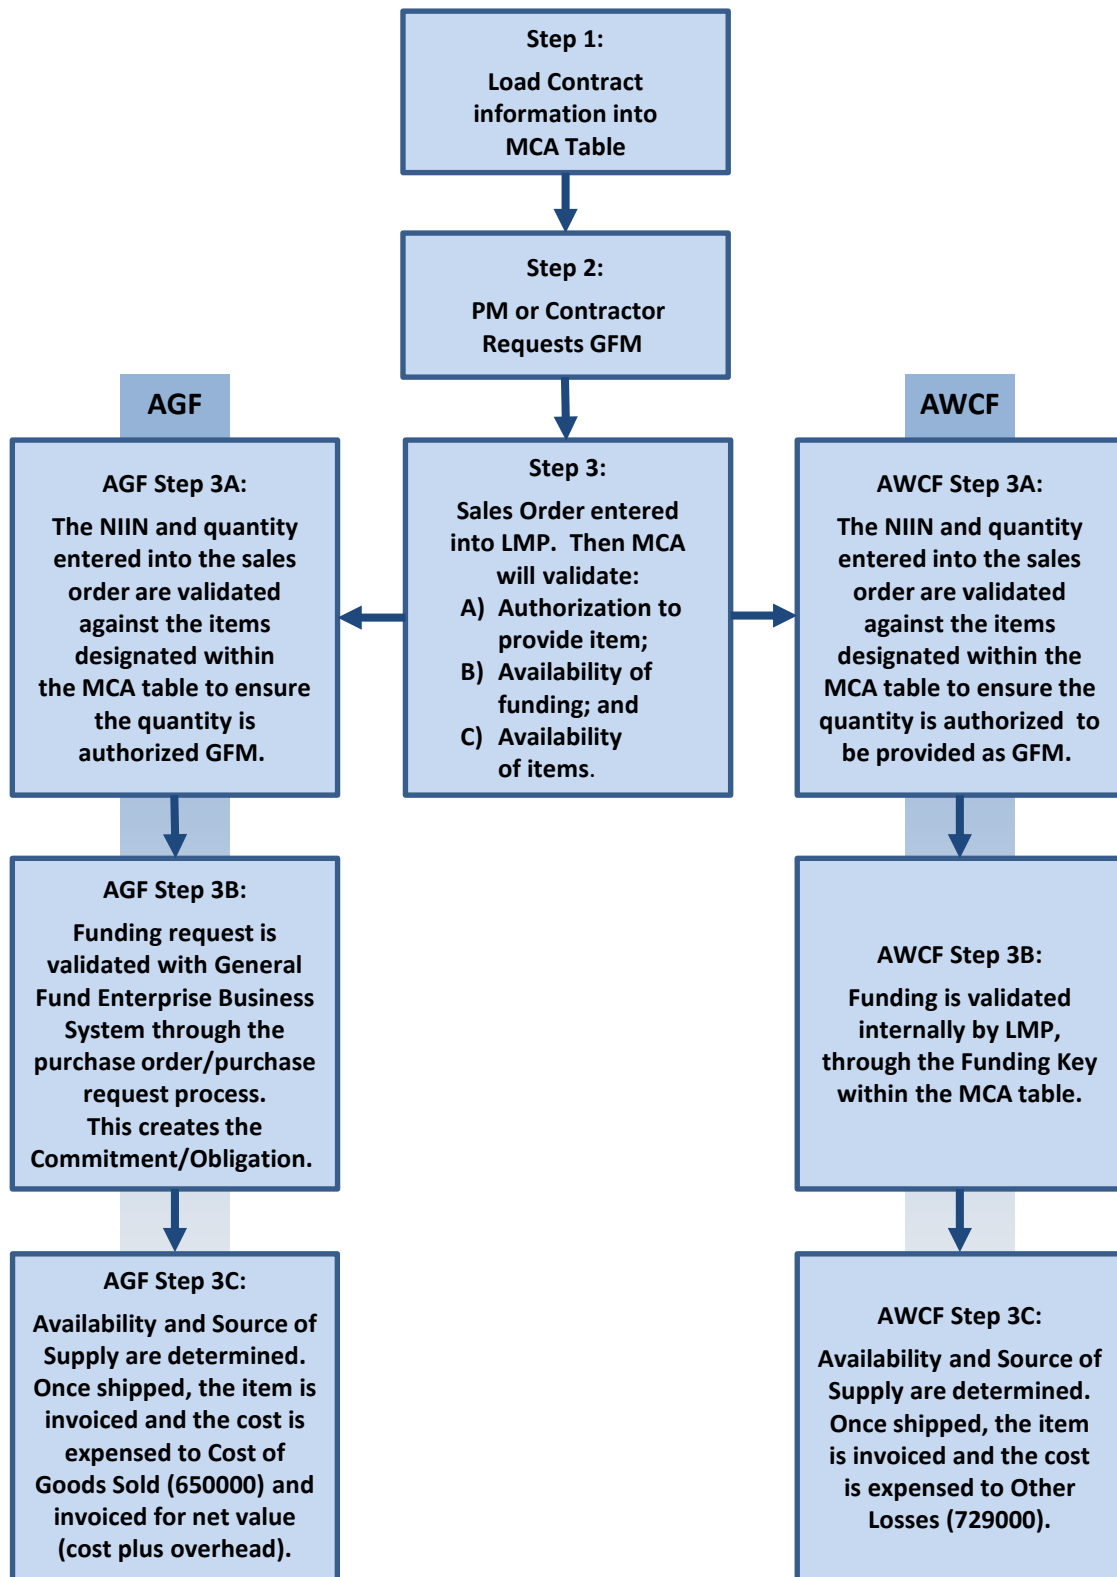 Step 1:
Load Contract
information into
MCA Table
Step 2:
PM or Contractor
Requests GFM
AGF
AWCF
AGF Step 3A:
The NIIN and quantity
entered into the sales
order are validated
against the items
designated within
the MCA table to ensure
the quantity is
authorized GFM.
Step 3:
Sales Order entered
into LMP.  Then MCA
will validate:
A) Authorization to
provide item;
B) Availability of
funding; and
C) Availability
of items.
AWCF Step 3A:
The NIIN and quantity
entered into the sales
order are validated
against the items
designated within the
MCA table to ensure the
quantity is authorized  to
be provided as GFM.
AGF Step 3B:
Funding request is
validated with General
Fund Enterprise Business
System through the
purchase order/purchase
request process.
This creates the
Commitment/Obligation.
AWCF Step 3B:
Funding is validated
internally by LMP,
through the Funding Key
within the MCA table.
AGF Step 3C:
Availability and Source of
Supply are determined.
Once shipped, the item is
invoiced and the cost is
expensed to Cost of
Goods Sold (650000) and
invoiced for net value
(cost plus overhead).
AWCF Step 3C:
Availability and Source of
Supply are determined.
Once shipped, the item
is invoiced and the cost
is expensed to Other
Losses (729000).